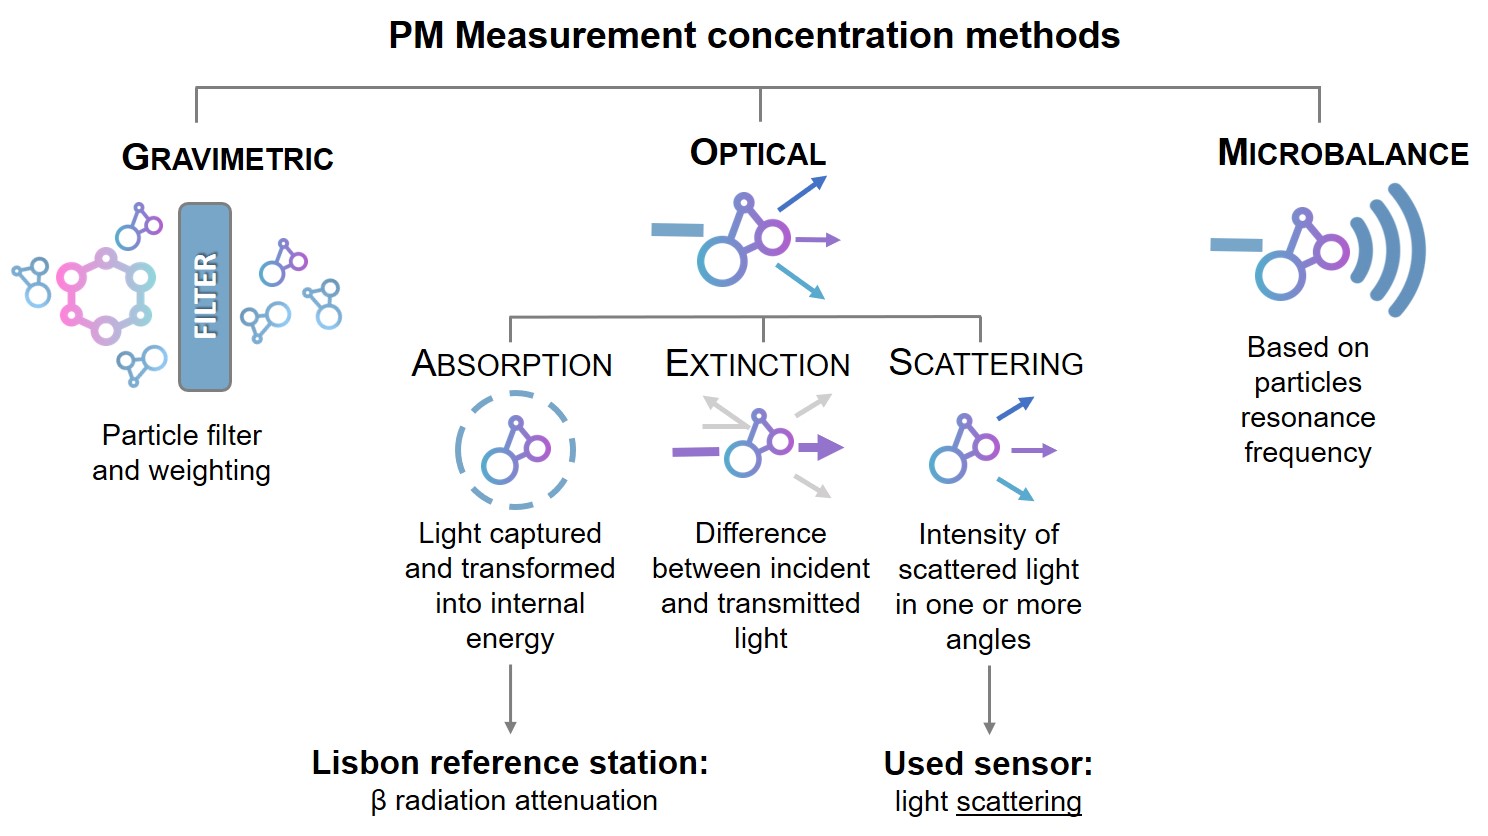 PM Measurement concentration methods
GRAVIMETRIC
FILTER
Particle filter
and weighting
OPTICAL
ABSORPTION
Light captured
and transformed
into internal
energy
Lisbon reference station:
β radiation attenuation
EXTINCTION
Difference
between incident
and transmitted
light
SCATTERING
Intensity of
scattered light
in one or more
angles
Used sensor:
light scattering
MICROBALANCE
Based on
particles
resonance
frequency